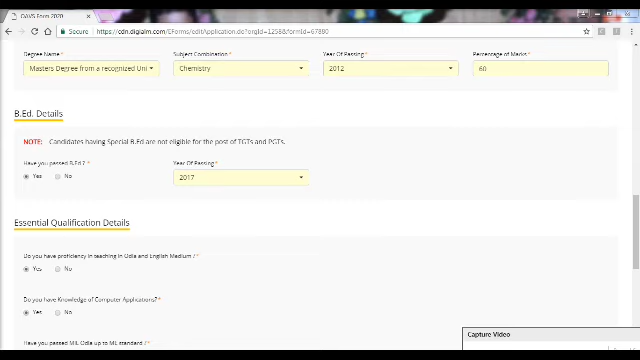 DAVS Form 2020
Secure https://cdn.digialm.com/EForms/editApplication.do?orgId=1258&formId=67880
Degree Name* Subject Combination* Year Of Passing* Percentage of Marks*
Masters Degree from a recognized Uni Chemistry 2012 60
B.Ed. Details
NOTE: Candidates having Special B.Ed are not eligible for the post of TGTs and PGTs.
Have you passed B.Ed ? * Year Of Passing*
Yes No 2017
Essential Qualification Details
Do you have proficiency in teaching in Odia and English Medium ?*
Yes No
Do you have Knowledge of Computer Applications?*
Yes No
Capture Video
Have you passed MIL Odia up to ML standard ?*